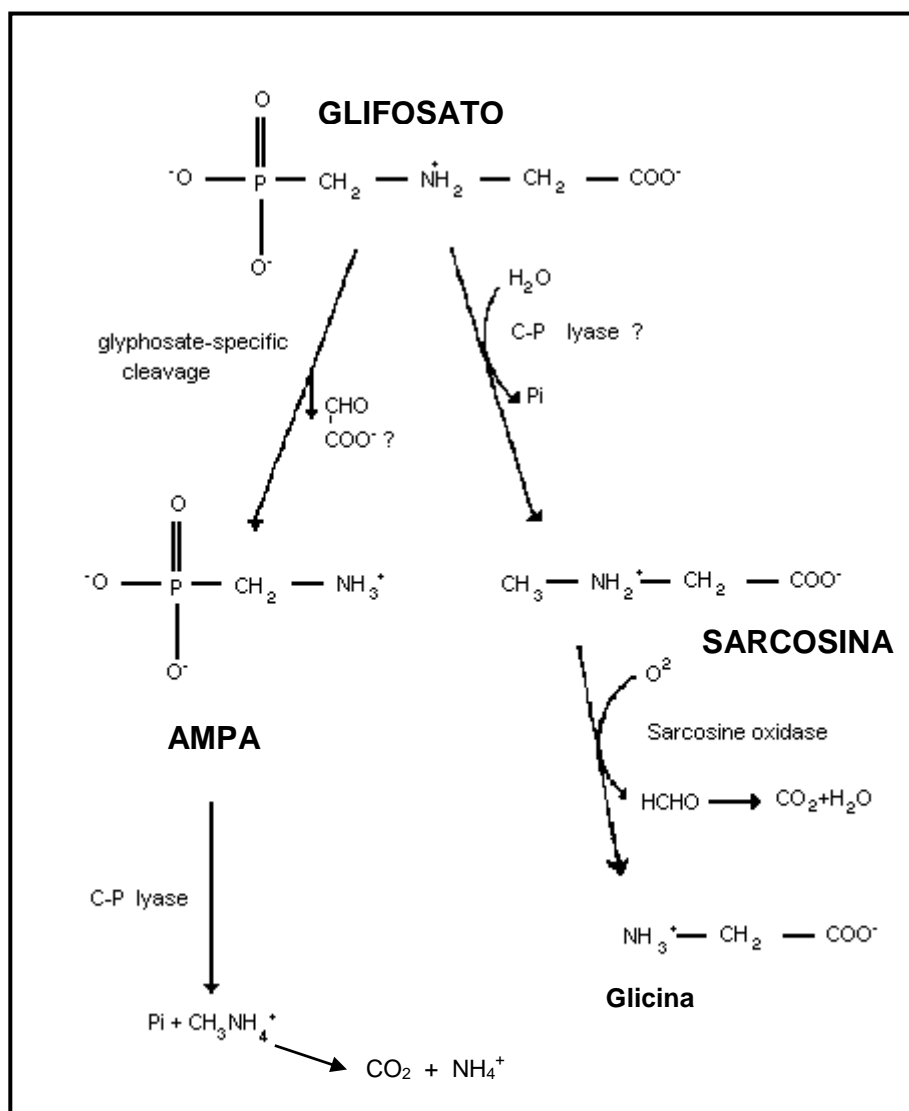 O
GLIFOSATO
⁻O — P — CH₂ — NH₂⁺ — CH₂ — COO⁻
O⁻
H₂O
C-P lyase ?
Pi
glyphosate-specific
cleavage
CHO
COO⁻ ?
O
⁻O — P — CH₂ — NH₃⁺
O⁻
CH₃ — NH₂⁺ — CH₂ — COO⁻
SARCOSINA
O²
AMPA
Sarcosine oxidase
HCHO → CO₂+H₂O
C-P lyase
NH₃⁺ — CH₂ — COO⁻
Glicina
Pi + CH₃NH₄⁺
CO₂ + NH₄⁺